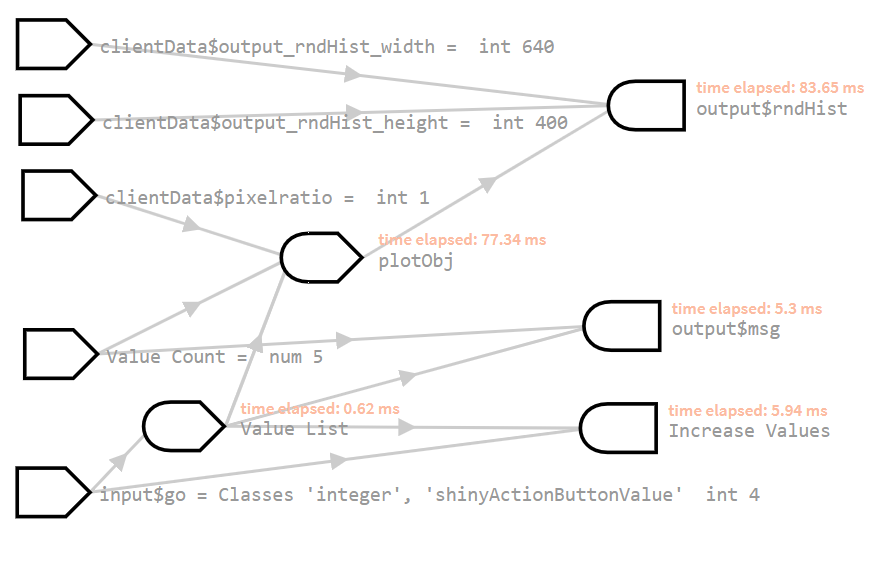 clientData$output_rndHist_width =  int 640
time elapsed: 83.65 ms
output$rndHist
clientData$output_rndHist_height =  int 400
clientData$pixelratio =  int 1
time elapsed: 77.34 ms
plotObj
time elapsed: 5.3 ms
output$msg
Value Count =  num 5
time elapsed: 0.62 ms
Value List
time elapsed: 5.94 ms
Increase Values
input$go = Classes 'integer', 'shinyActionButtonValue'  int 4